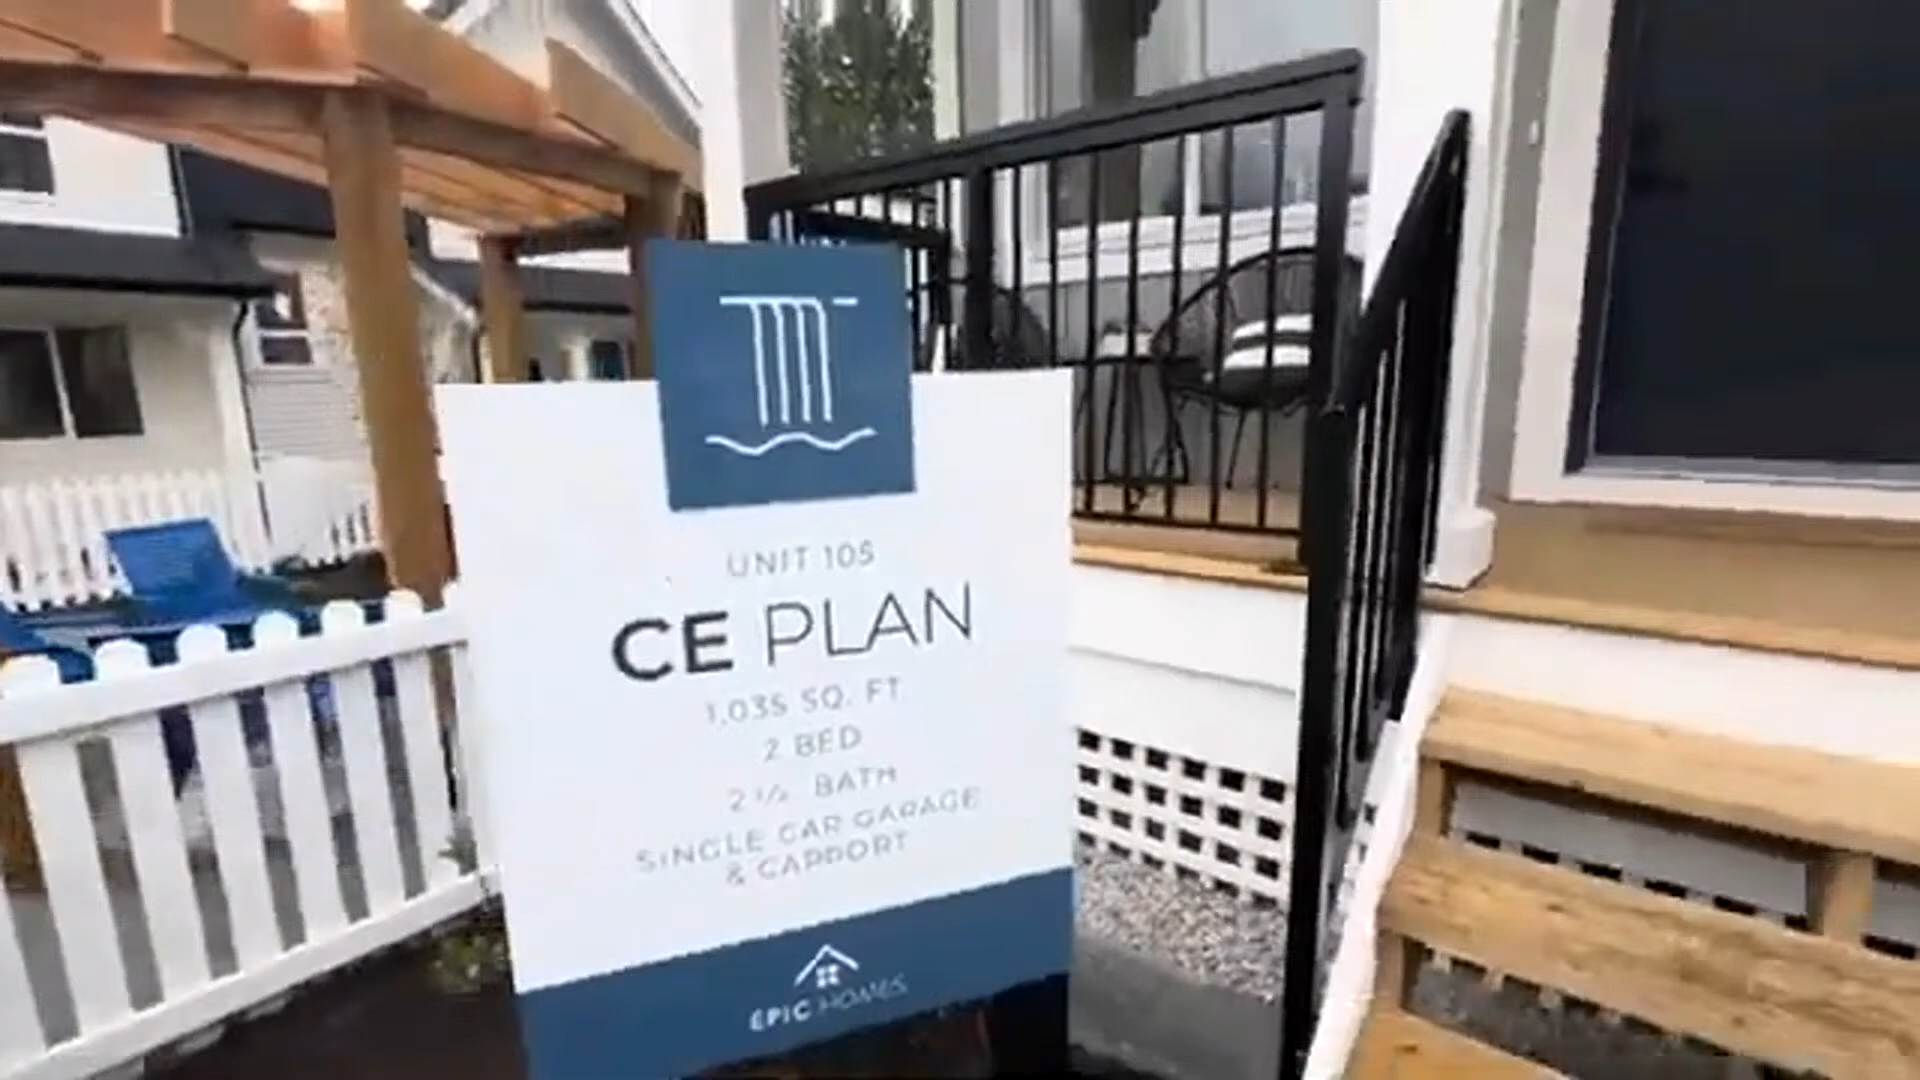 UNIT 105
CE PLAN
1,035 SQ. FT
2 BED
2 1/2 BATH
SINGLE CAR GARAGE
& CARPORT
EPIC HOMES